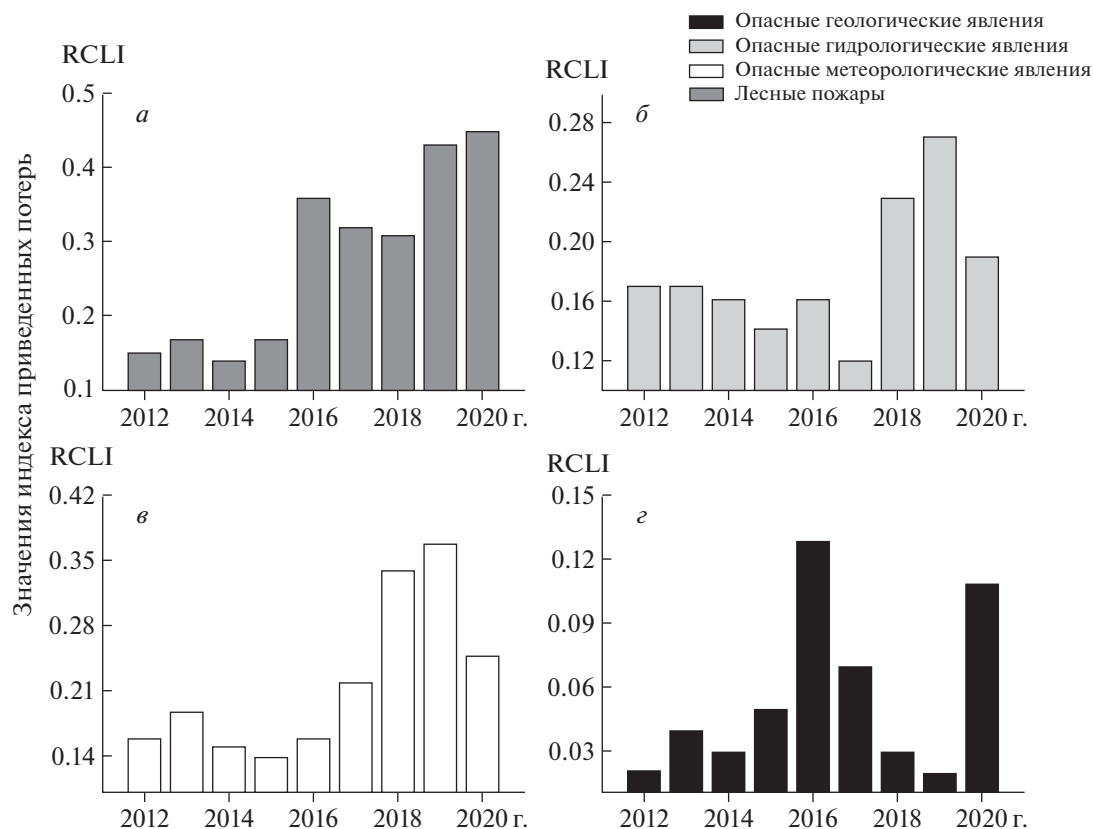 Опасные геологические явления
Опасные гидрологические явления
Опасные метеорологические явления
Лесные пожары
Значения индекса приведенных потерь
RCLI
а
0.5
0.4
0.3
0.2
0.1
2012 2014 2016 2018 2020 г.
RCLI
б
0.28
0.24
0.20
0.16
0.12
2012 2014 2016 2018 2020 г.
RCLI
в
0.42
0.35
0.28
0.21
0.14
2012 2014 2016 2018 2020 г.
RCLI
г
0.15
0.12
0.09
0.06
0.03
2012 2014 2016 2018 2020 г.